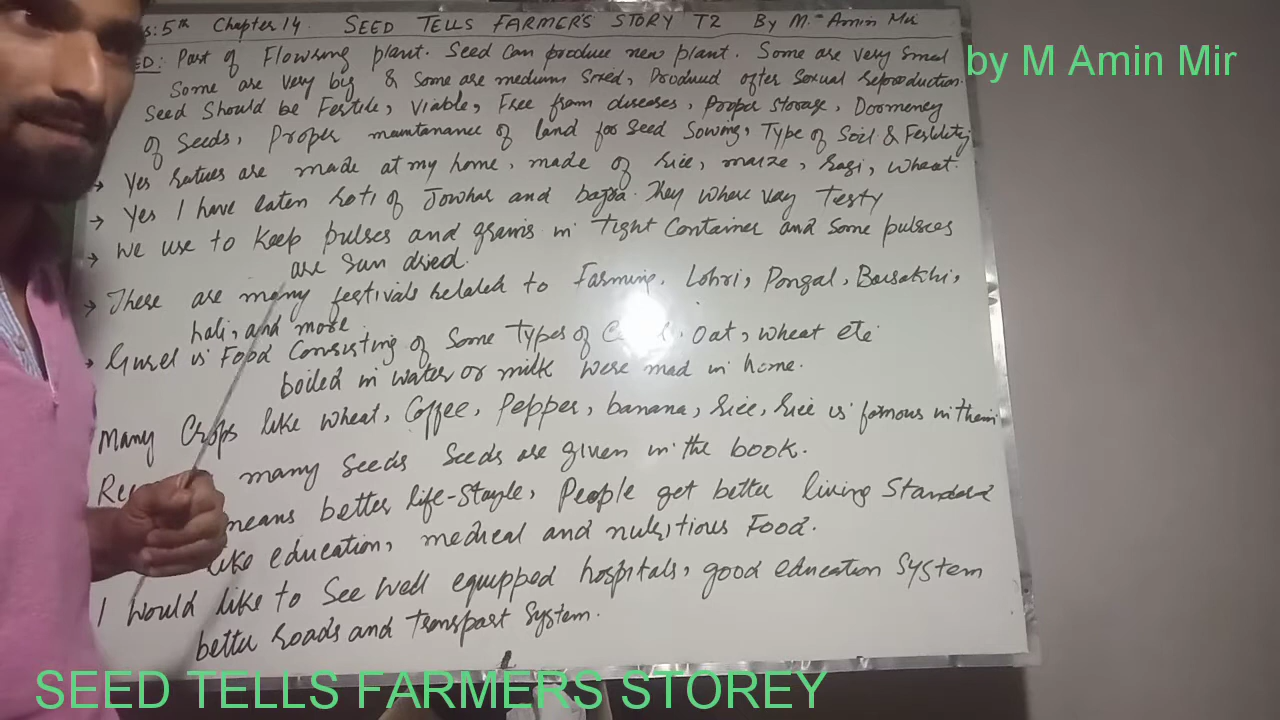 s: 5th Chapter 14. SEED TELLS FARMER'S STORY T2 By M. Amin Mir
by M Amin Mir
ED: Part of Flowering plant. Seed can produce new plant. Some are very small
Some are very big & Some are medium Sized, Produced after Sexual reproduction.
Seed Should be Fertile, Viable, Free from diseases, Proper Storage, Doormency
of Seeds, Proper maintanance of land for Seed Sowing, Type of Soil & Fertility
→ Yes are made at my home, made of rice, maize, ragi, wheat.
→ Yes I have eaten roti of Jowhar and bajra. They where very Testy
→ We use to Keep pulses and grains in Tight Container and Some pulsces
are Sun dried.
→ There are many festivals related to Farming. Lohri, Pongal, Baisakhi,
holi, and more
→ Gruel is Food Consisting of Some Types of Oat, wheat etc
boiled in water or milk were mad in home.
Many Crops like wheat, Coffee, Pepper, banana, rice, rice is famous in them
many Seeds Seeds are given in the book.
means better life-Style, People get better living Standard
like education, medical and nutritious Food.
I would like to See well equipped hospitals, good education System
better roads and transpart System.
SEED TELLS FARMERS STOREY